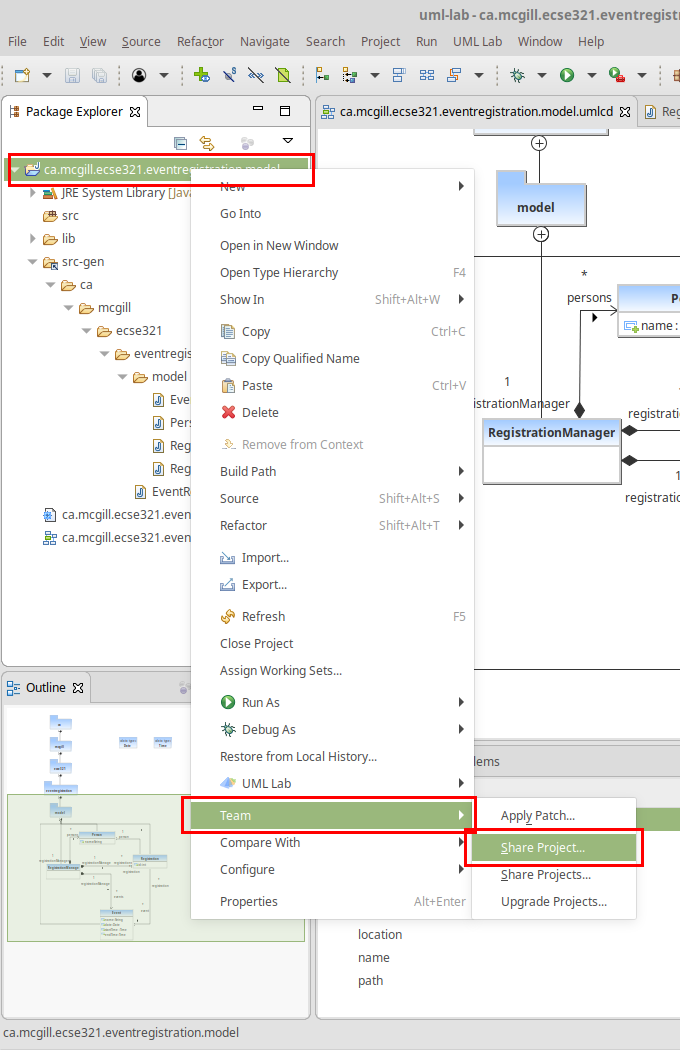 uml-lab - ca.mcgill.ecse321.eventregistr
File Edit View Source Refactor Navigate Search Project Run UML Lab Window Help
Package Explorer
ca.mcgill.ecse321.eventregistration.model.umlcd
Reg
ca.mcgill.ecse321.eventregistration.model
JRE System Library [Java
src
lib
src-gen
ca
mcgill
ecse321
eventregis
model
Eve
Pers
Reg
Reg
EventR
ca.mcgill.ecse321.even
ca.mcgill.ecse321.even
New
Go Into
Open in New Window
Open Type Hierarchy F4
Show In Shift+Alt+W
Copy Ctrl+C
Copy Qualified Name
Paste Ctrl+V
Delete
Remove from Context
Build Path
Source Shift+Alt+S
Refactor Shift+Alt+T
Import...
Export...
Refresh F5
Close Project
Assign Working Sets...
Run As
Debug As
Restore from Local History...
UML Lab
Team
Compare With
Configure
Properties Alt+Enter
Apply Patch...
Share Project...
Share Projects...
Upgrade Projects...
model
*
persons
P
name :
1
istrationManager
RegistrationManager
registrati
1
registration
Outline
lems
location
name
path
ca.mcgill.ecse321.eventregistration.model